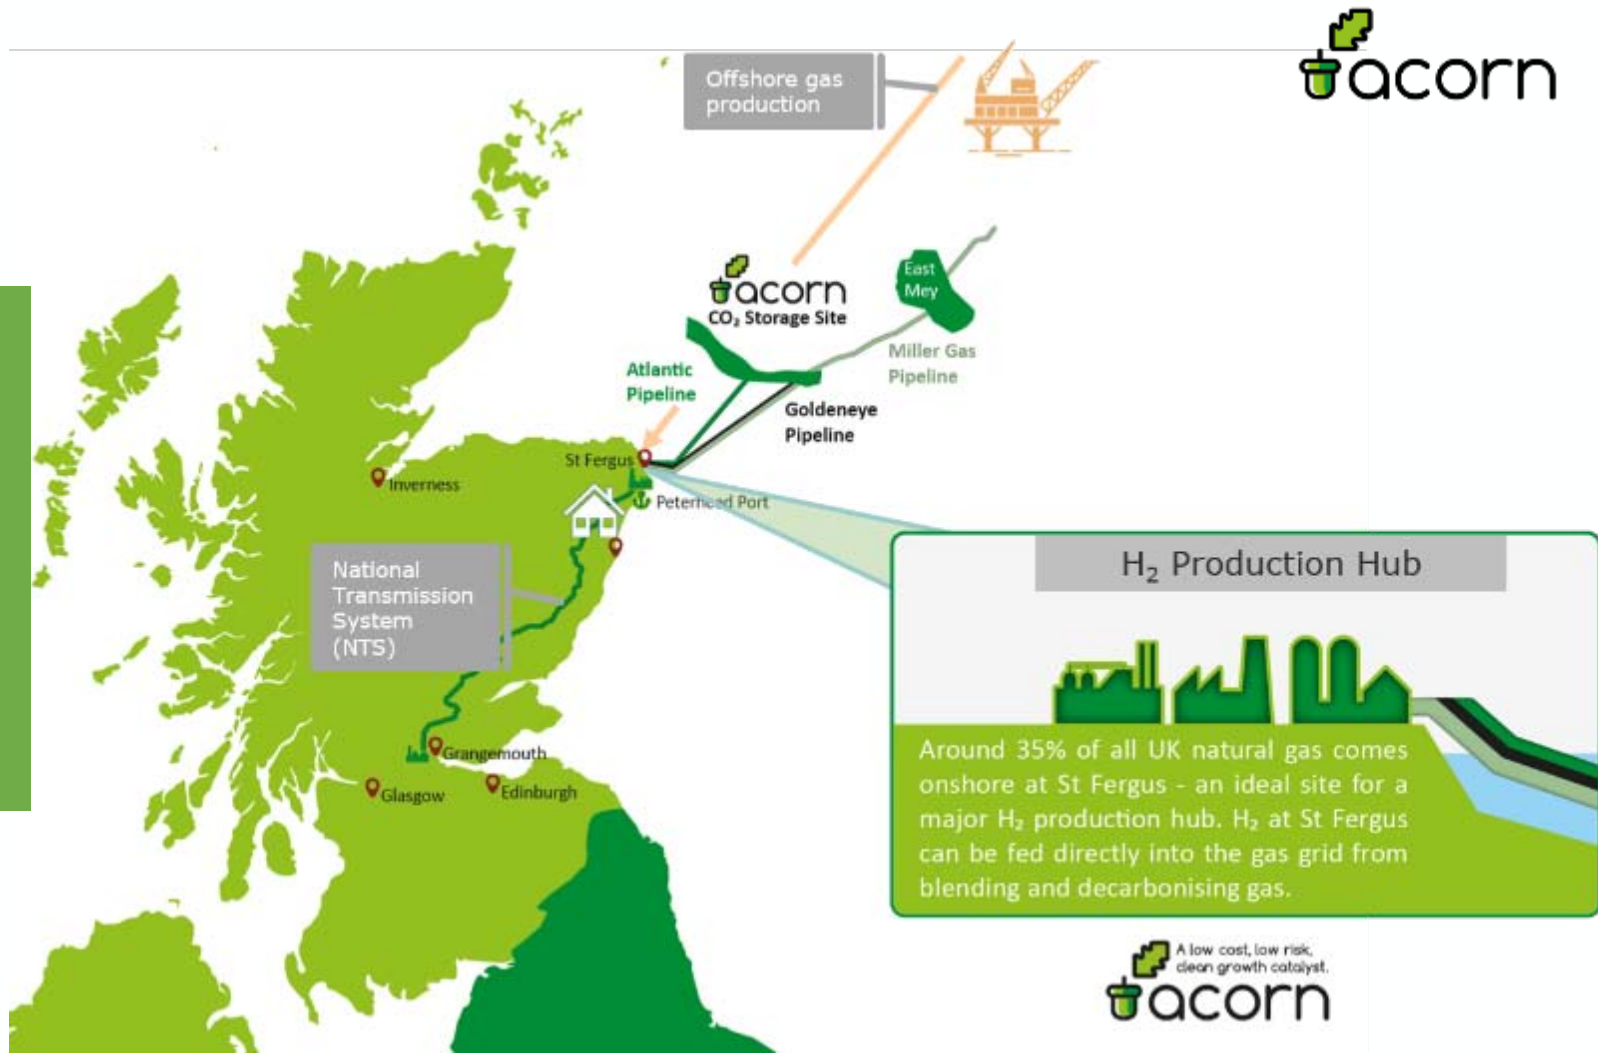 acorn
Offshore gas
production
acorn
CO₂ Storage Site
East
Mey
Miller Gas
Pipeline
Atlantic
Pipeline
Goldeneye
Pipeline
St Fergus
Inverness
Peterhead Port
National
Transmission
System
(NTS)
H₂ Production Hub
Around 35% of all UK natural gas comes
onshore at St Fergus - an ideal site for a
major H₂ production hub. H₂ at St Fergus
can be fed directly into the gas grid from
blending and decarbonising gas.
Grangemouth
Glasgow
Edinburgh
A low cost, low risk,
clean growth catalyst.
acorn